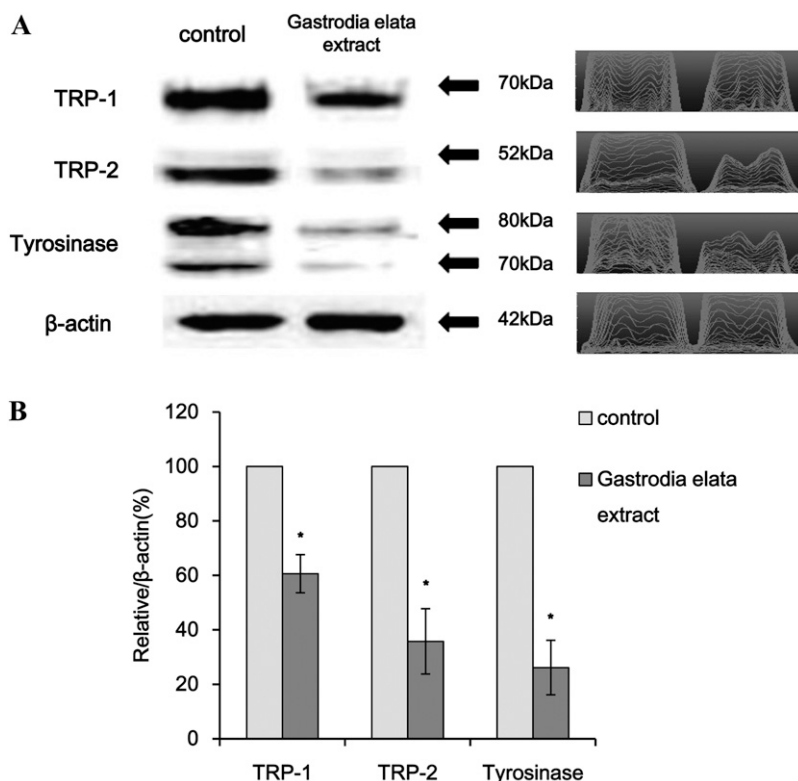 A
control
Gastrodia elata
extract
TRP-1
70kDa
TRP-2
52kDa
Tyrosinase
80kDa
70kDa
β-actin
42kDa
B
Relative/β-actin(%)
120
100
80
60
40
20
0
*
*
*
TRP-1
TRP-2
Tyrosinase
control
Gastrodia elata
extract